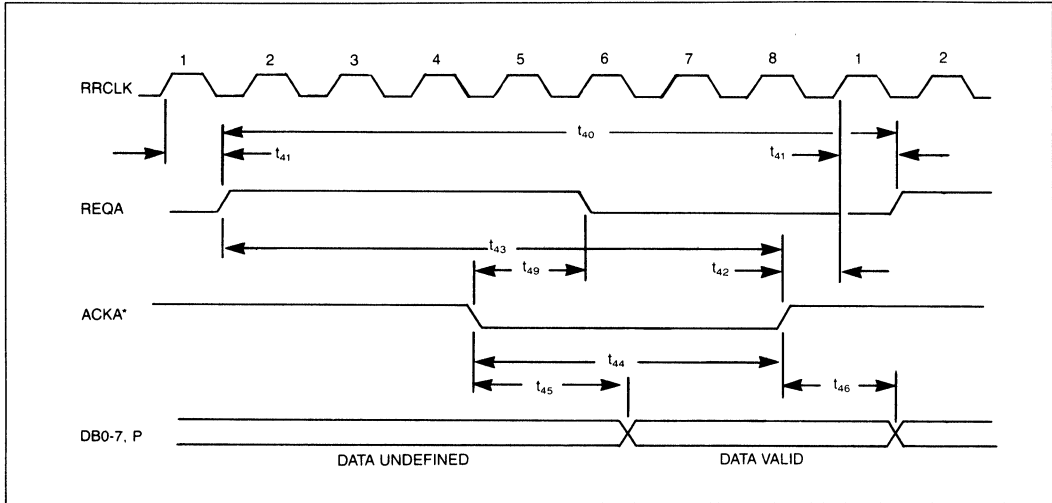 1 2 3 4 5 6 7 8 1 2
RRCLK
t40
t41 t41
REQA
t43
t49 t42
ACKA*
t44
t45 t46
DB0-7, P
DATA UNDEFINED DATA VALID